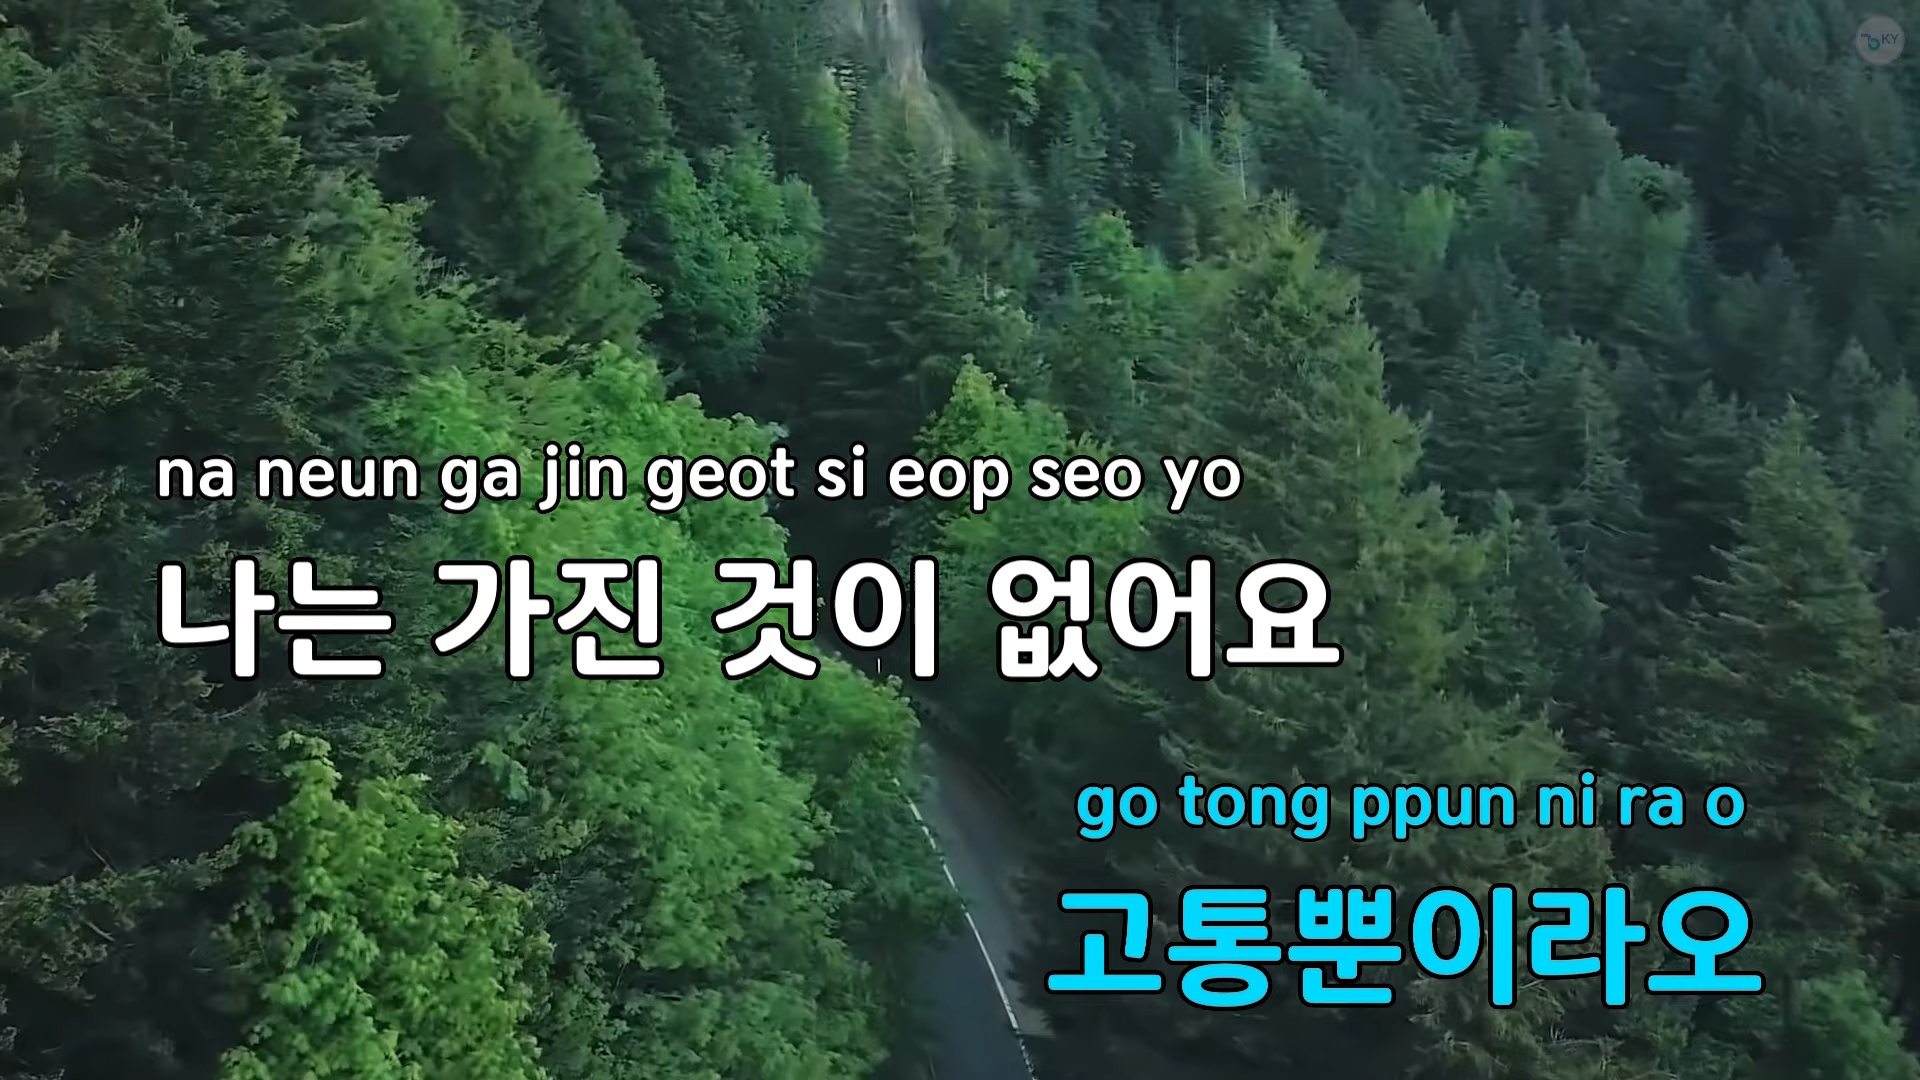 KY
na neun ga jin geot si eop seo yo
나는 가진 것이 없어요
go tong ppun ni ra o
고통뿐이라오